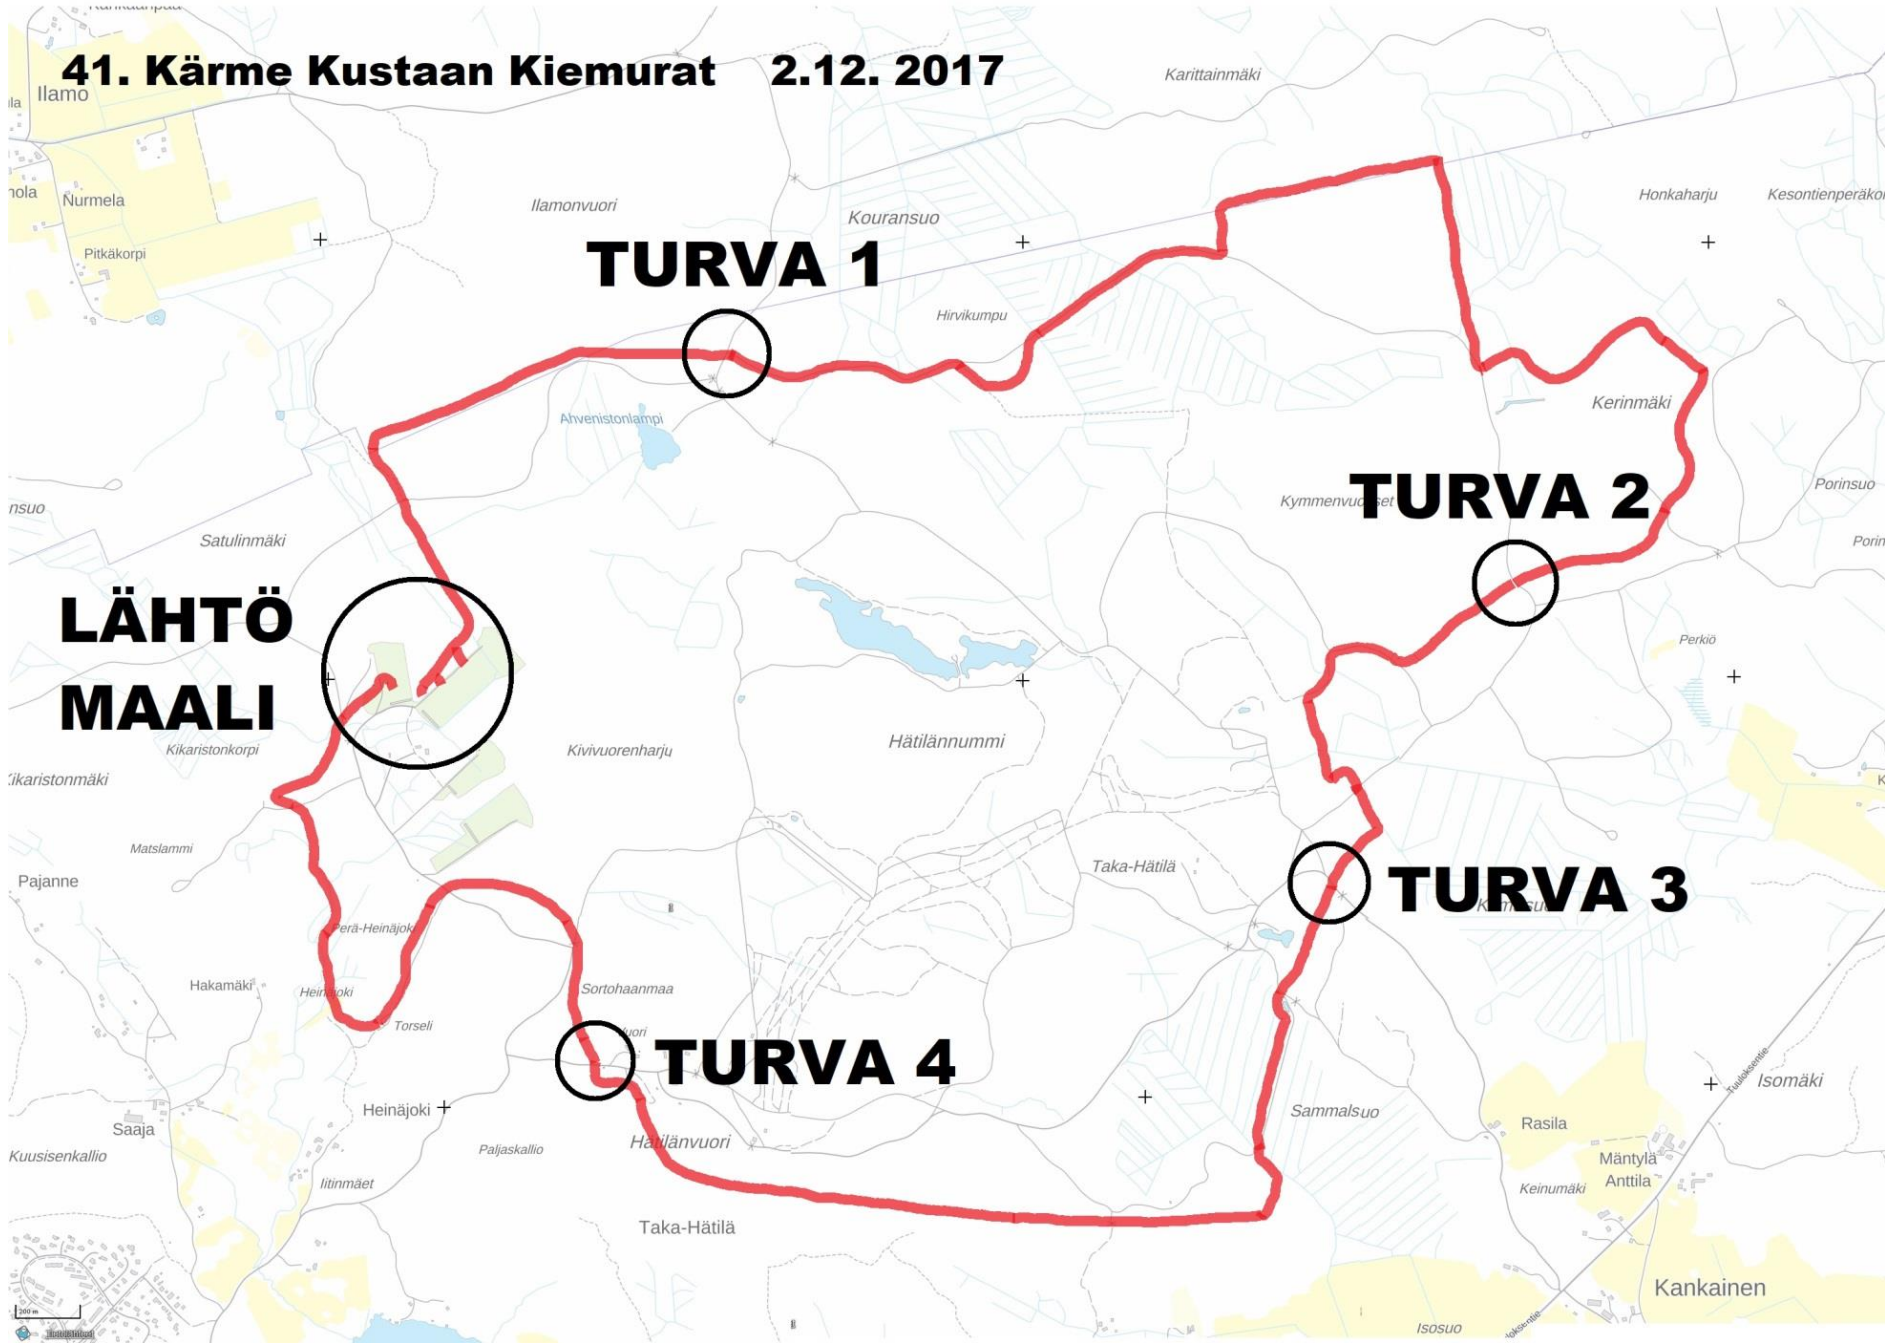 41. Kärme Kustaan Kiemurat 2.12. 2017
Karittainmäki
Ilamo
Nurmela
Ilamonvuori
Kouransuo
Honkaharju
Pitkäkorpi
TURVA 1
Hirvikumpu
Kerinmäki
Ahvenistonlampi
TURVA 2
Porinsuo
Satulinmäki
LÄHTÖ
MAALI
Perkiö
Kikaristonkorpi
Kivivuorenharju
Hätilännummi
Matslammi
Taka-Hätilä
Pajanne
TURVA 3
Perä-Heinäjoki
Hakamäki
Heinäjoki
Sortohaanmaa
Torseli
TURVA 4
Tuuloksentie
Isomäki
Heinäjoki
Sammalsuo
Rasila
Saaja
Kuusisenkallio
Paljaskallio
Hätilänvuori
Mäntylä
Anttila
Iitinmäet
Keinumäki
Taka-Hätilä
Kankainen
200 m
Isosuo